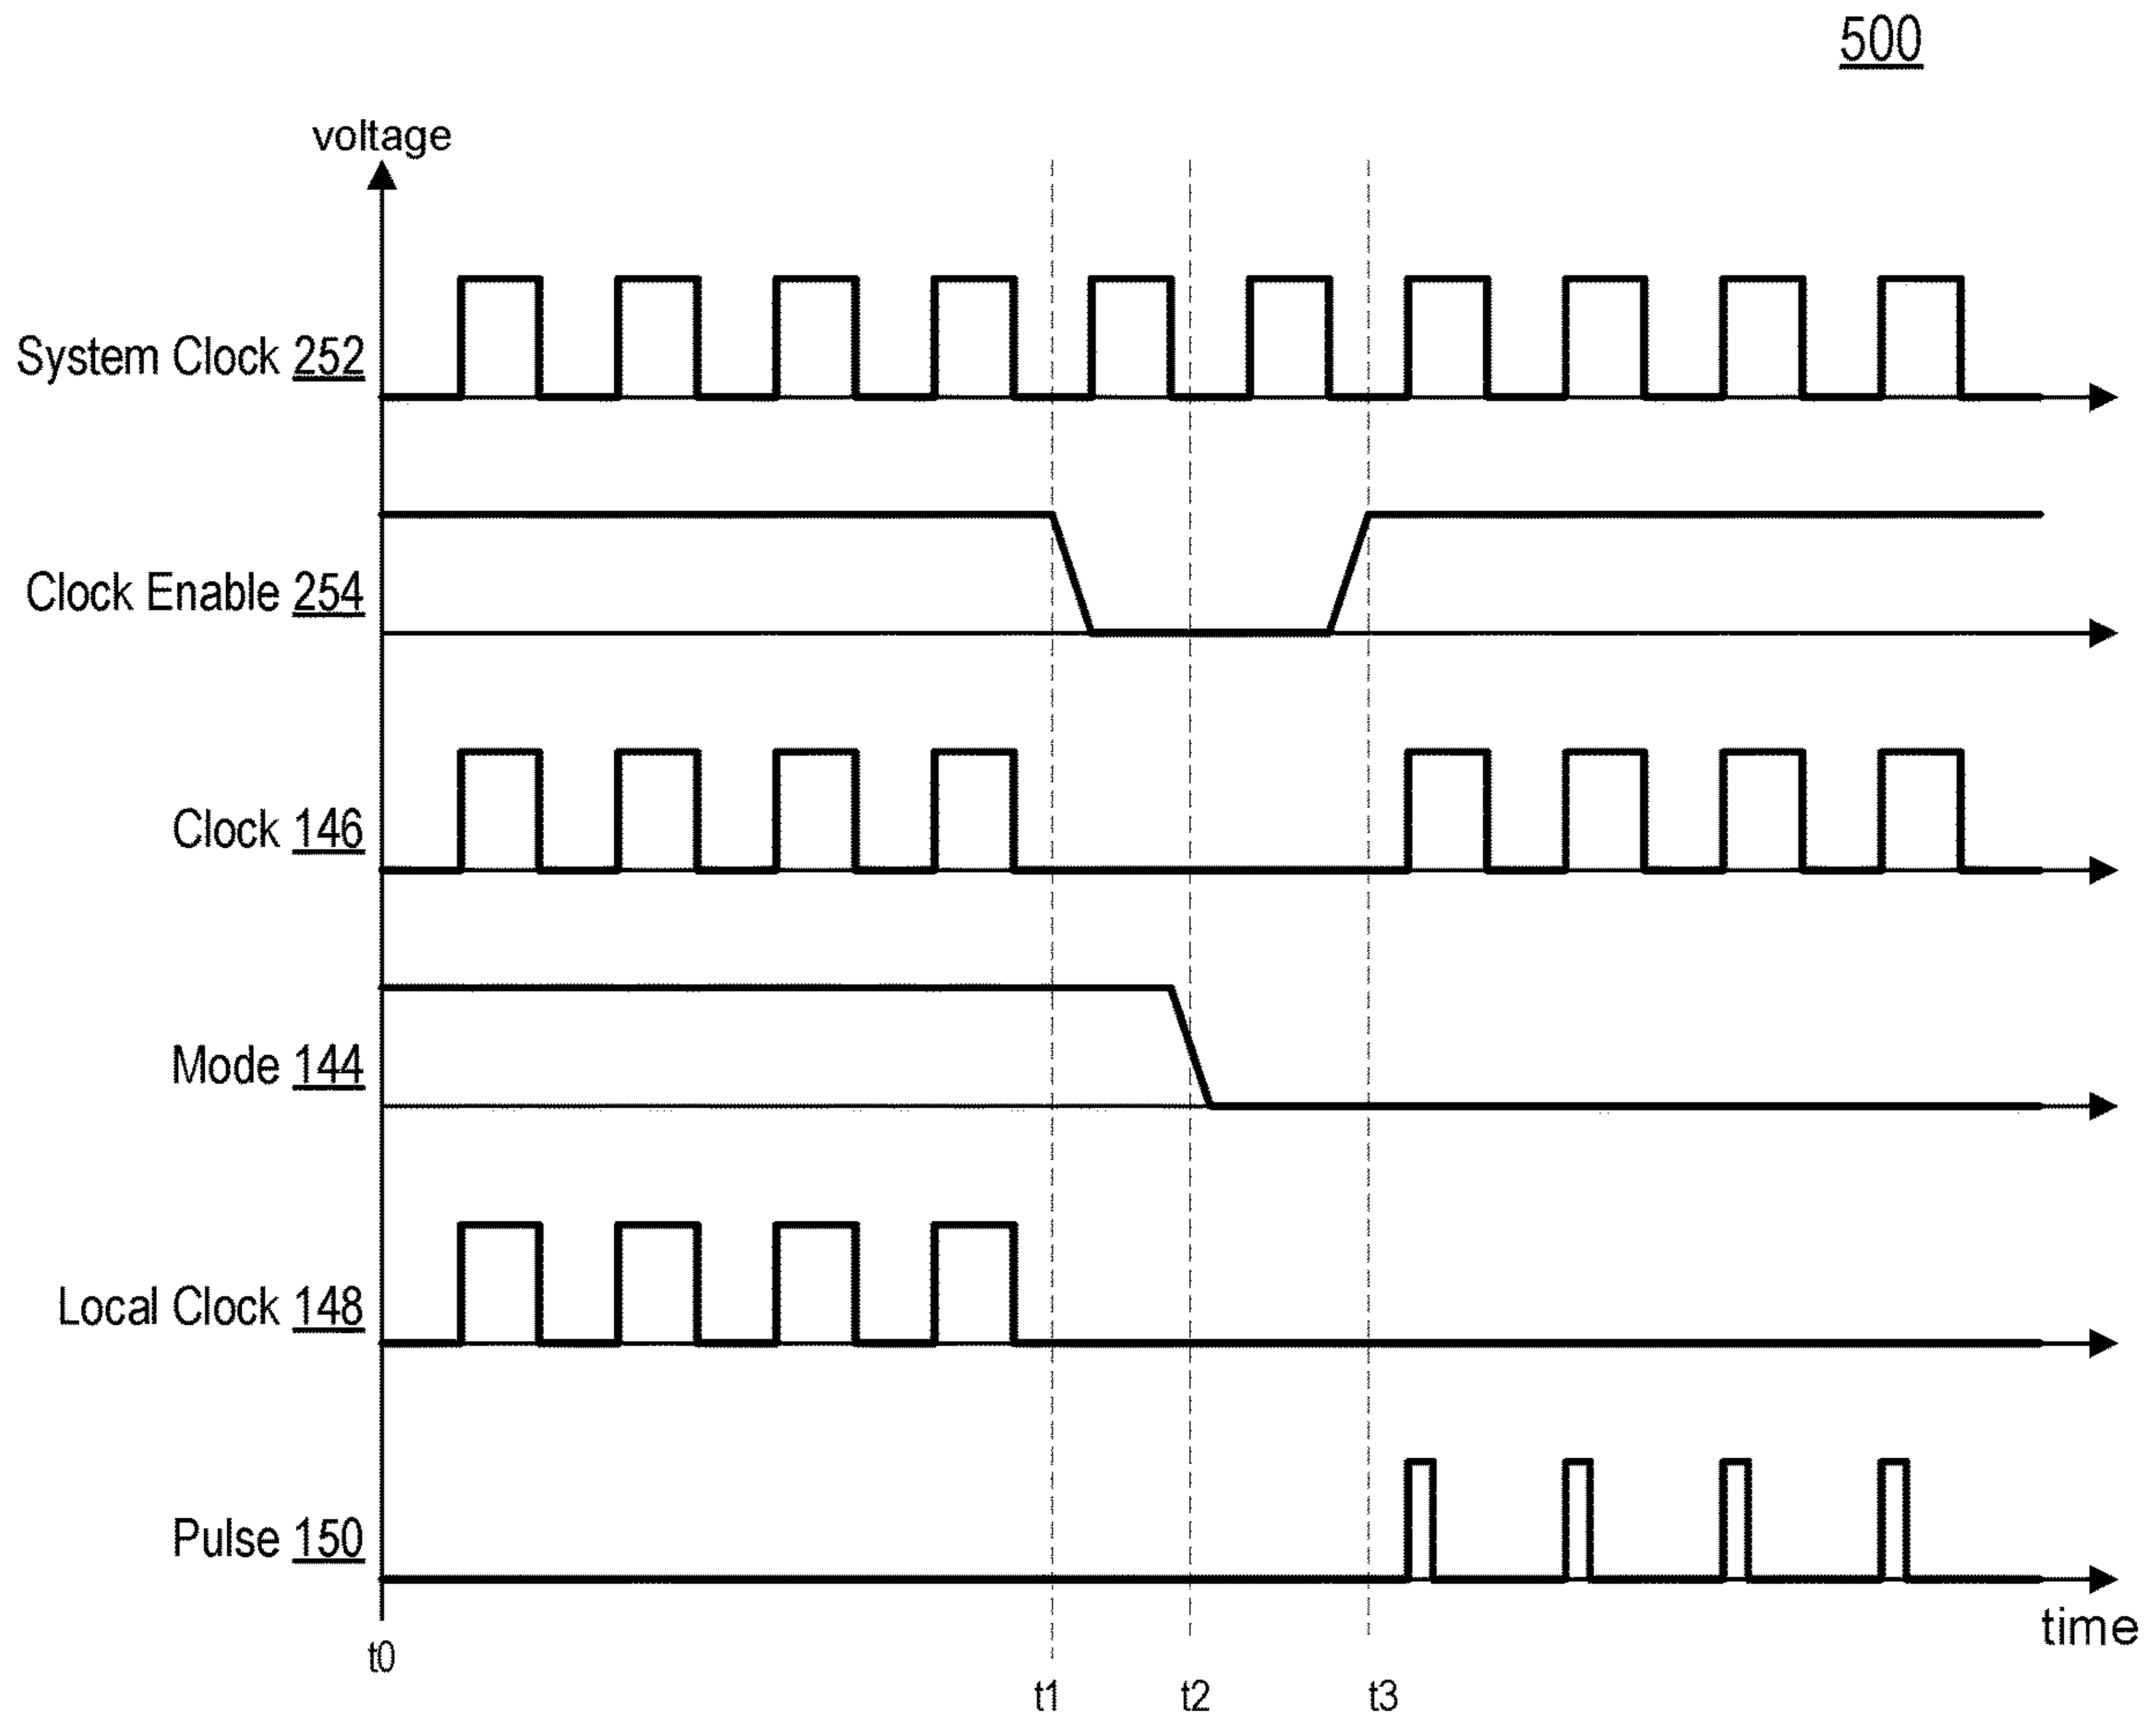 500
voltage
System Clock 252
Clock Enable 254
Clock 146
Mode 144
Local Clock 148
Pulse 150
time
t0
t1 t2 t3